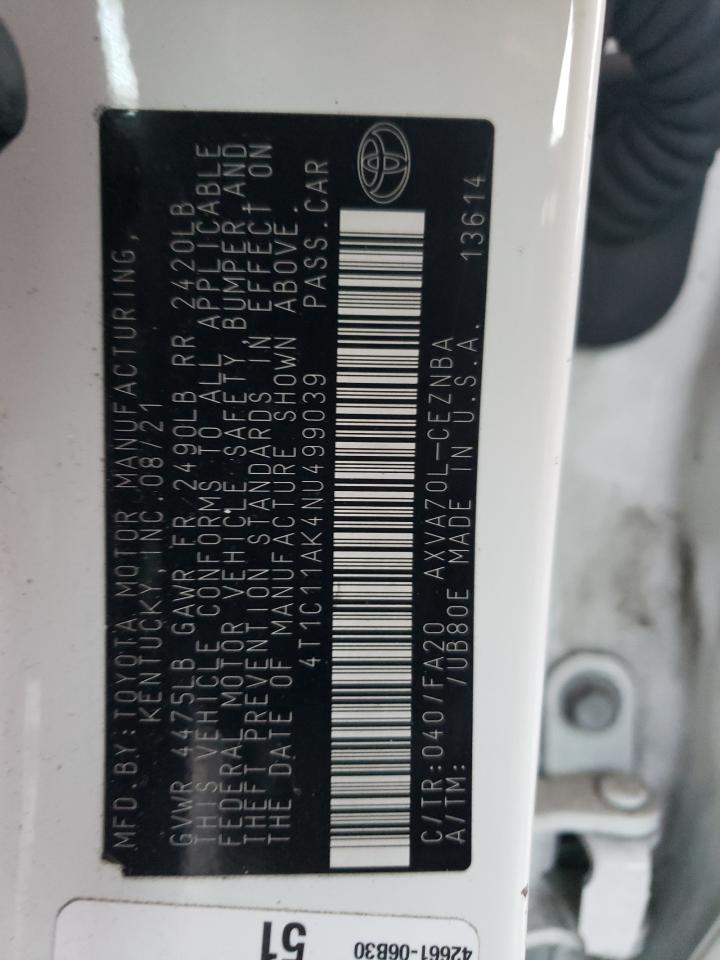 MFD.BY:TOYOTA MOTOR MANUFACTURING,
KENTUCKY, INC.08/21
GVWR 4475LB GAWR FR 2490LB RR 2420LB
THIS VEHICLE CONFORMS TO ALL APPLICABLE
FEDERAL MOTOR VEHICLE SAFETY, BUMPER,AND
THEFT PREVENTION STANDARDS IN EFFECT ON
THE DATE OF MANUFACTURE SHOWN ABOVE.
4T1C11AK4NU499039 PASS.CAR
C/TR:040/FA20 AXVA70L-CEZNBA
A/TM: /UB80E MADE IN U.S.A. 13614
51
42661-06B30